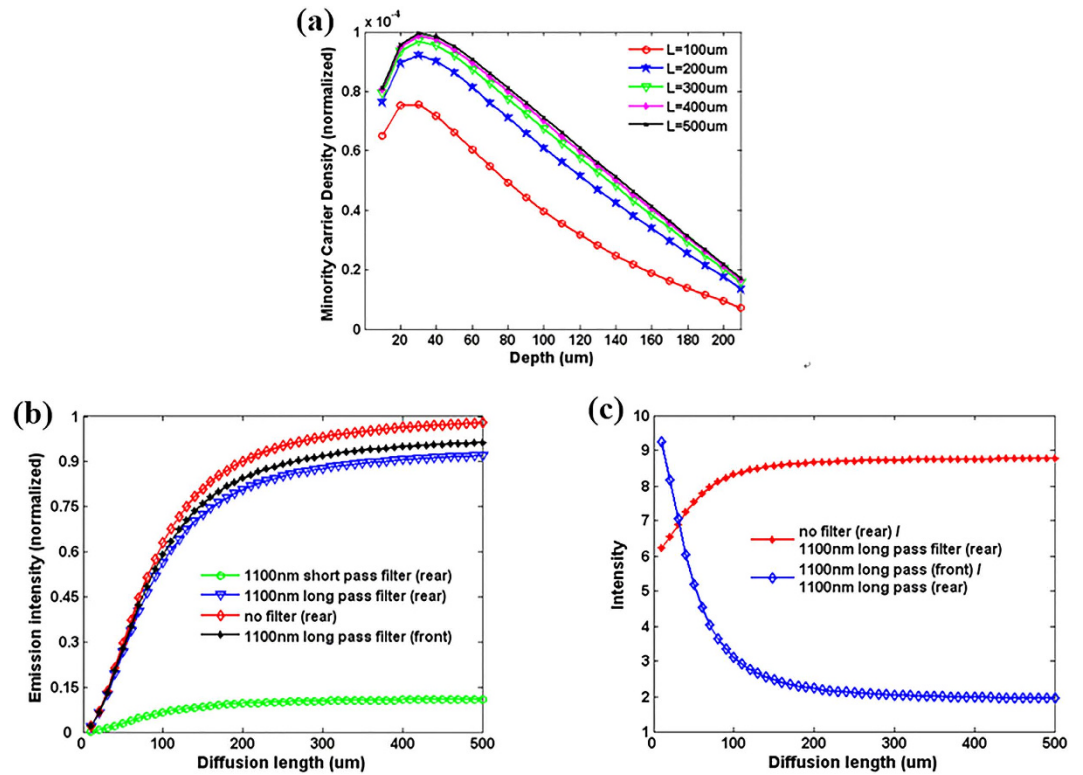 (a)
x 10^-4
1
0.8
0.6
0.4
0.2
0
Minority Carrier Density (normalized)
L=100um
L=200um
L=300um
L=400um
L=500um
20 40 60 80 100 120 140 160 180 200
Depth (um)
(b)
1
0.9
0.75
0.6
0.45
0.3
0.15
0
Emission intensity (normalized)
1100nm short pass filter (rear)
1100nm long pass filter (rear)
no filter (rear)
1100nm long pass filter (front)
0 100 200 300 400 500
Diffusion length (um)
(c)
10
9
8
7
6
5
4
3
2
1
Intensity
no filter (rear) /
1100nm long pass filter (rear)
1100nm long pass (front) /
1100nm long pass (rear)
0 100 200 300 400 500
Diffusion length (um)